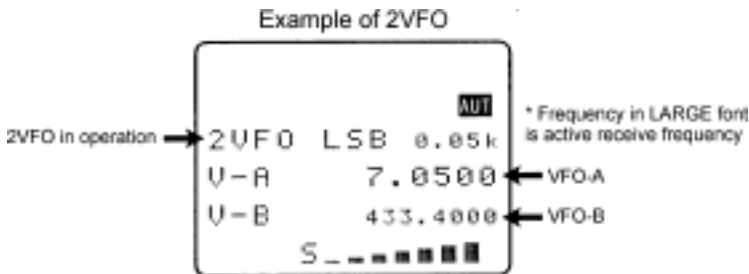 Example of 2VFO
AUT
2VFO in operation
2VFO LSB 0.05k
* Frequency in LARGE font
is active receive frequency
V-A 7.0500
VFO-A
V-B 433.4000
VFO-B
S